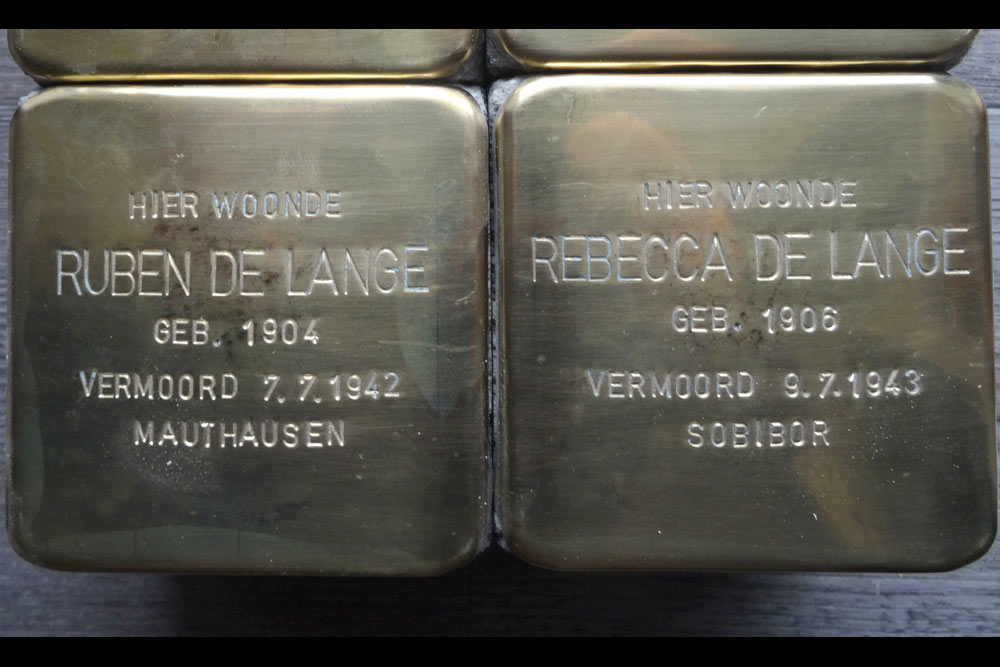 HIER WOONDE
RUBEN DE LANGE
GEB. 1904
VERMOORD 7.7.1942
MAUTHAUSEN
HIER WOONDE
REBECCA DE LANGE
GEB. 1906
VERMOORD 9.7.1943
SOBIBOR